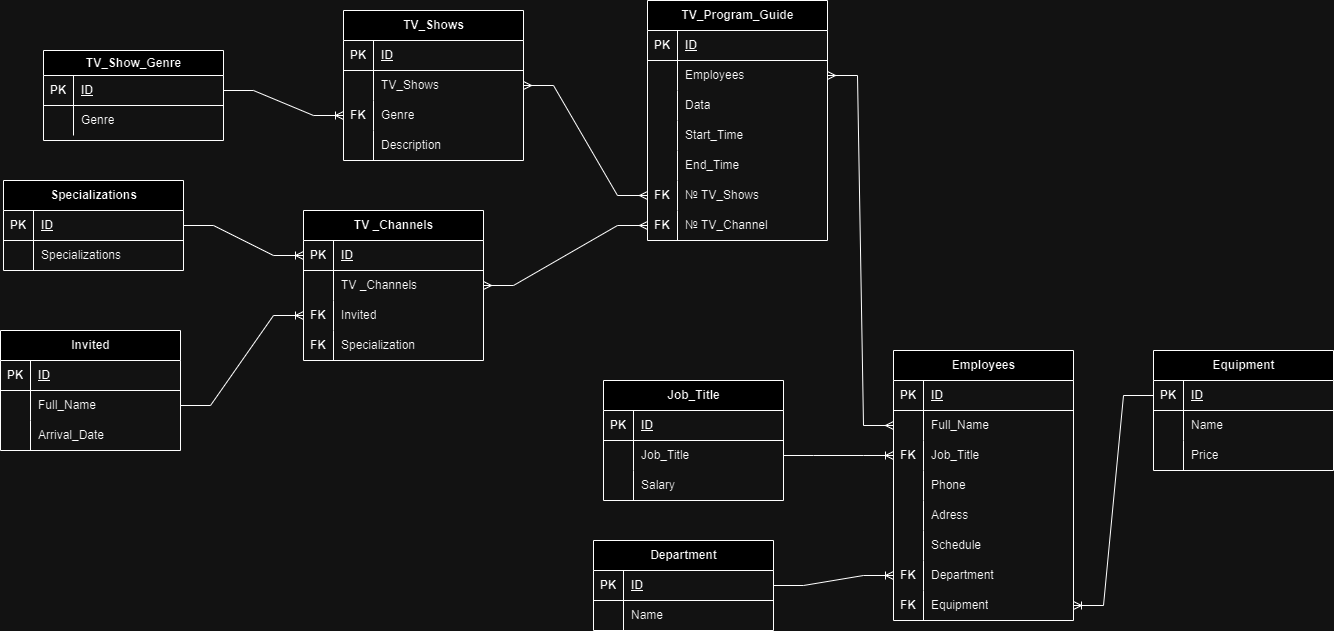 TV_Show_Genre
PK ID
Genre
TV_Shows
PK ID
TV_Shows
FK Genre
Description
TV_Program_Guide
PK ID
Employees
Data
Start_Time
End_Time
FK № TV_Shows
FK № TV_Channel
Specializations
PK ID
Specializations
TV _Channels
PK ID
TV _Channels
FK Invited
FK Specialization
Invited
PK ID
Full_Name
Arrival_Date
Job_Title
PK ID
Job_Title
Salary
Employees
PK ID
Full_Name
FK Job_Title
Phone
Adress
Schedule
FK Department
FK Equipment
Equipment
PK ID
Name
Price
Department
PK ID
Name